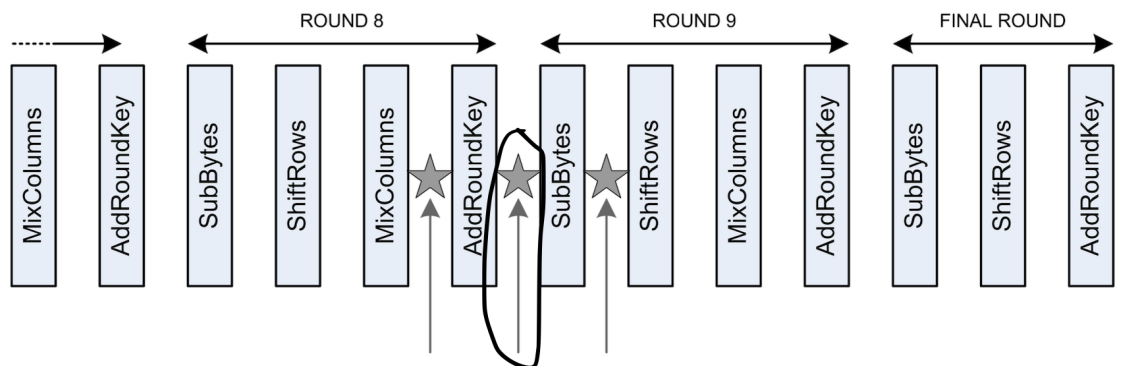 ROUND 8
ROUND 9
FINAL ROUND
MixColumns
AddRoundKey
SubBytes
ShiftRows
MixColumns
AddRoundKey
SubBytes
ShiftRows
MixColumns
AddRoundKey
SubBytes
ShiftRows
AddRoundKey